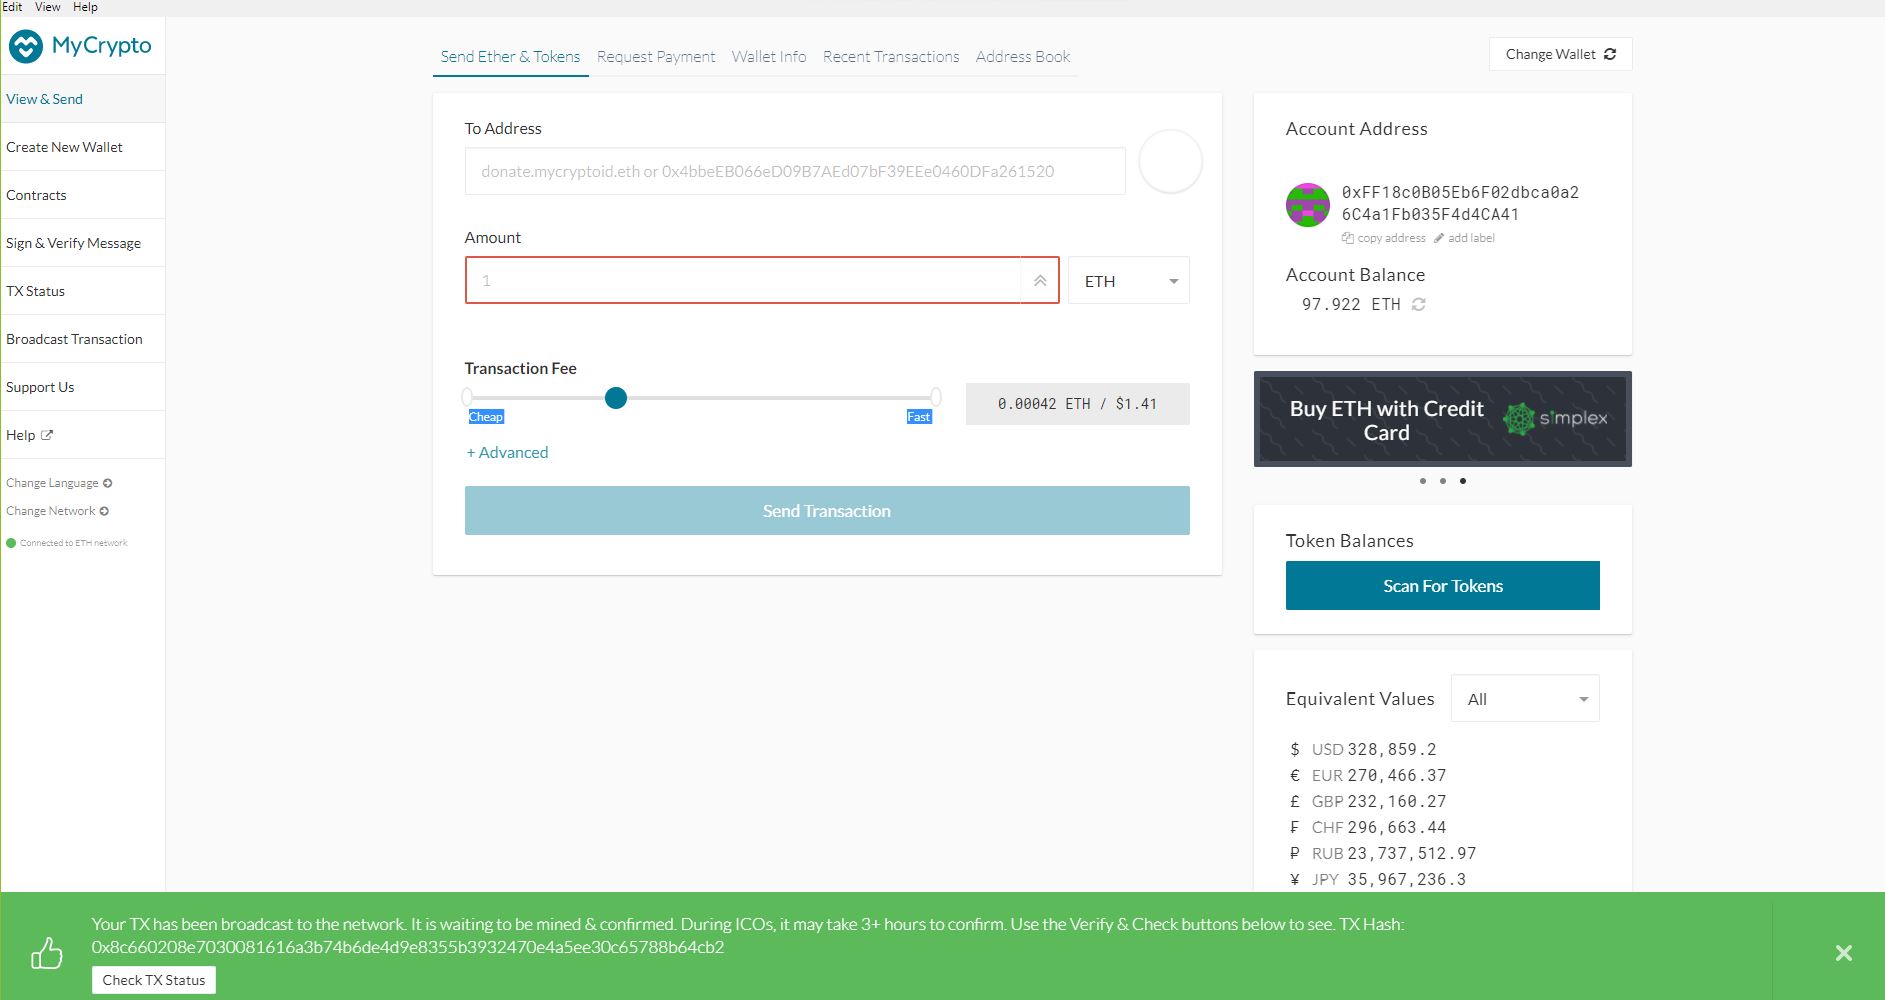 Edit View Help
MyCrypto
View & Send
Create New Wallet
Contracts
Sign & Verify Message
TX Status
Broadcast Transaction
Support Us
Help
Change Language
Change Network
Connected to ETH network
Send Ether & Tokens Request Payment Wallet Info Recent Transactions Address Book
Change Wallet
To Address
donate.mycryptoid.eth or 0x4bbeEB066eD09B7AEd07bF39EEe0460DFa261520
Amount
1
ETH
Transaction Fee
Cheap
Fast
0.00042 ETH / $1.41
+ Advanced
Send Transaction
Account Address
0xFF18c0B05Eb6F02dbca0a2
6C4a1Fb035F4d4CA41
copy address add label
Account Balance
97.922 ETH
Buy ETH with Credit
Card
simplex
Token Balances
Scan For Tokens
Equivalent Values
All
$ USD 328,859.2
€ EUR 270,466.37
£ GBP 232,160.27
₣ CHF 296,663.44
₽ RUB 23,737,512.97
¥ JPY 35,967,236.3
Your TX has been broadcast to the network. It is waiting to be mined & confirmed. During ICOs, it may take 3+ hours to confirm. Use the Verify & Check buttons below to see. TX Hash:
0x8c660208e7030081616a3b74b6de4d9e8355b3932470e4a5ee30c65788b64cb2
Check TX Status